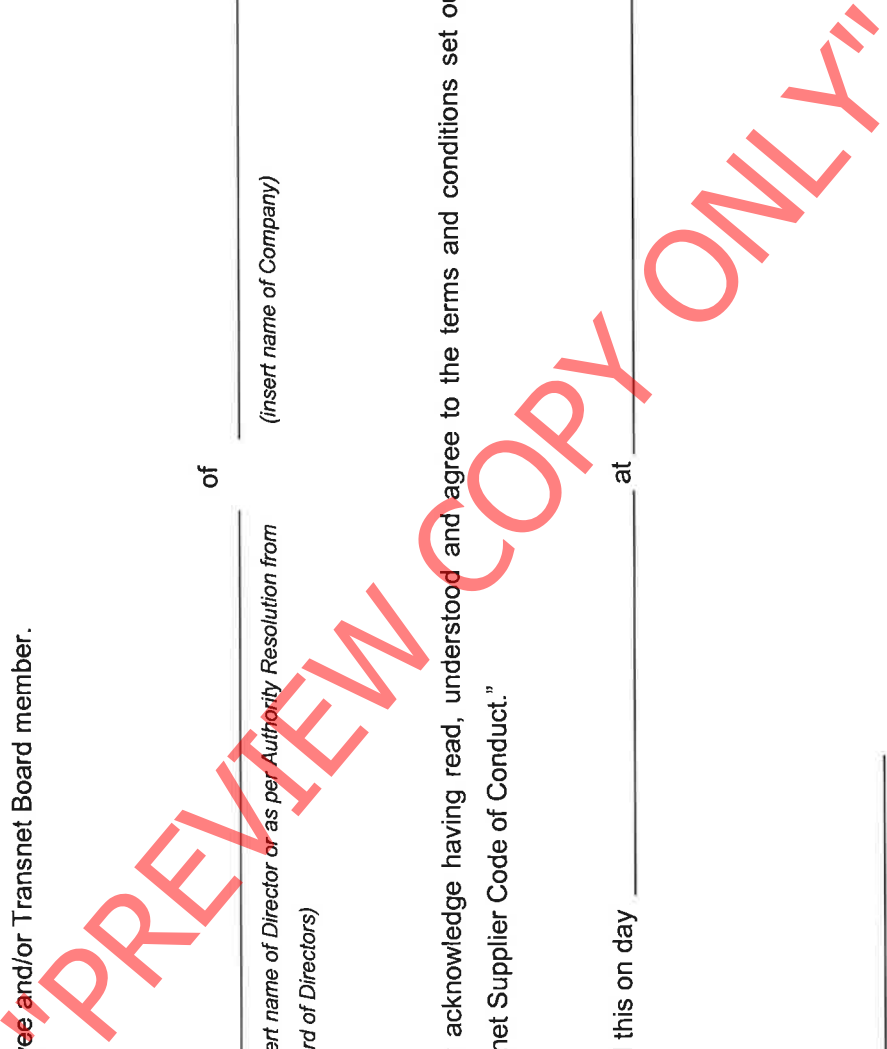 ee and/or Transnet Board member.
of
ert name of Director or as per Authority Resolution from
(insert name of Company)
rd of Directors)
acknowledge having read, understood and agree to the terms and conditions set ou
net Supplier Code of Conduct.”
this on day
at
"PREVIEW COPY ONLY"